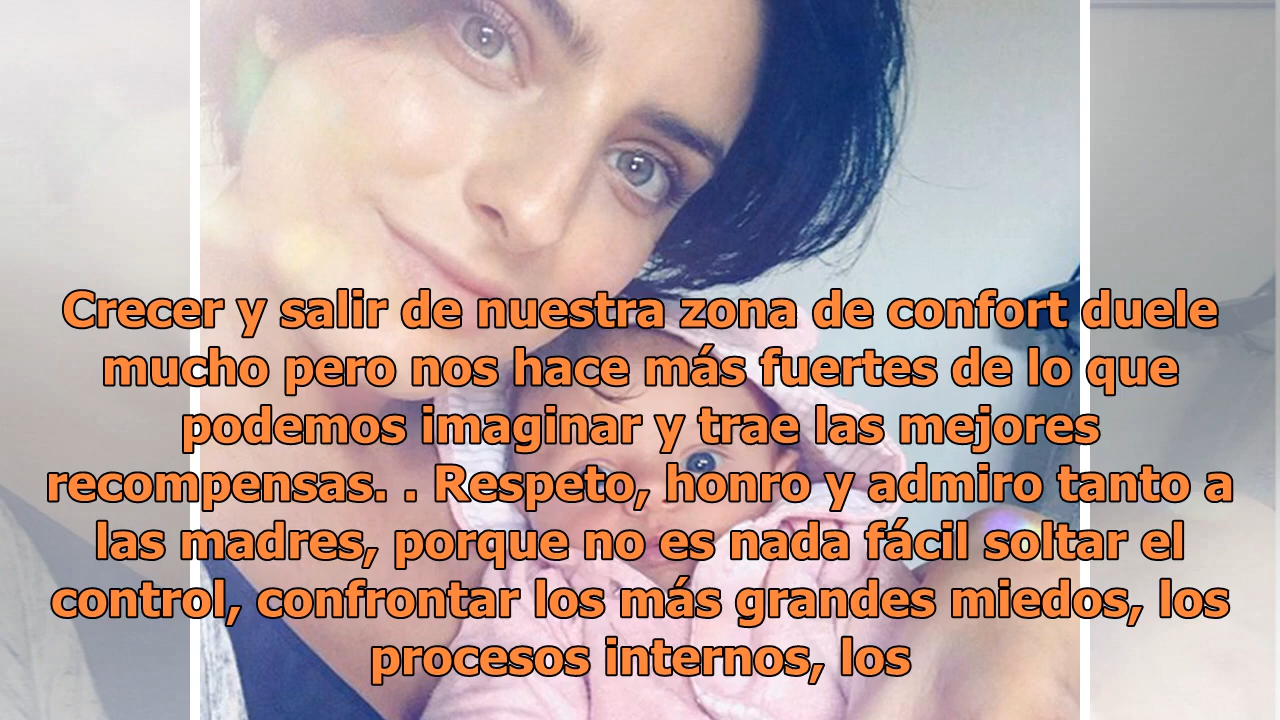 Crecer y salir de nuestra zona de confort duele
mucho pero nos hace más fuertes de lo que
podemos imaginar y trae las mejores
recompensas. . Respeto, honro y admiro tanto a
las madres, porque no es nada fácil soltar el
control, confrontar los más grandes miedos, los
procesos internos, los